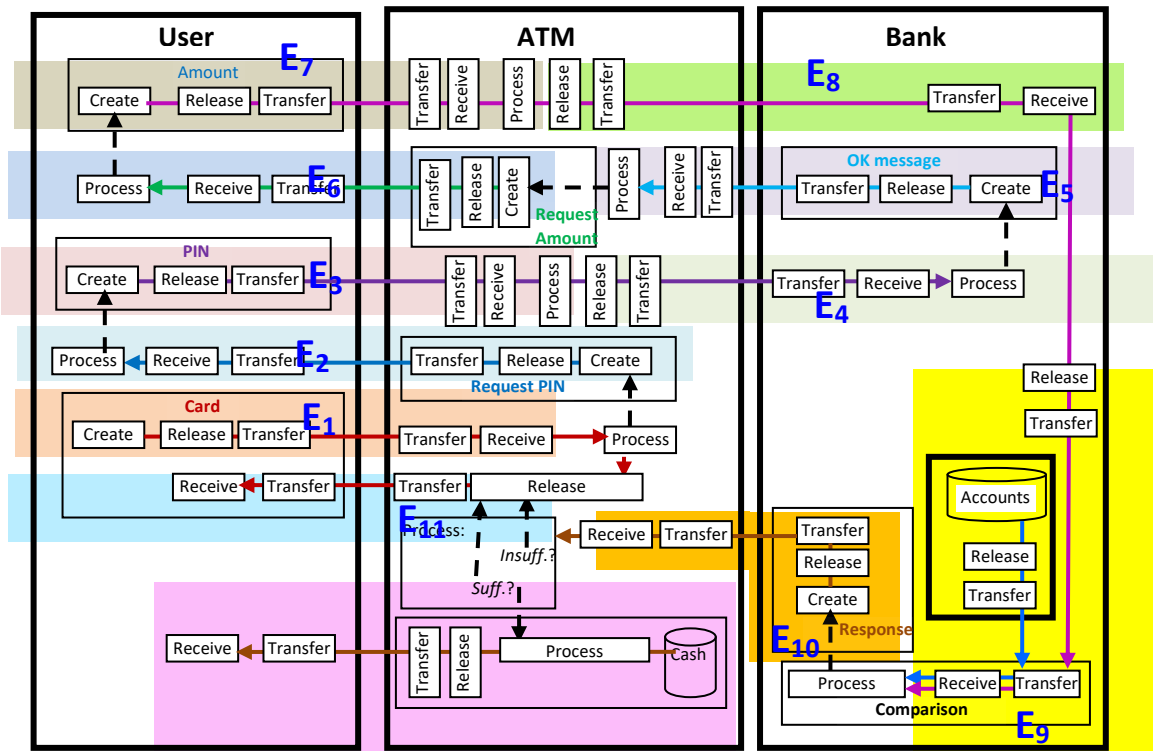 User
ATM
Bank
Amount
E7
E8
Create
Release
Transfer
Transfer
Receive
Process
Release
Transfer
Transfer
Receive
Process
Receive
Transfer
E6
Transfer
Release
Create
Request
Amount
Process
Receive
Transfer
OK message
Transfer
Release
Create
E5
PIN
Create
Release
Transfer
E3
Transfer
Receive
Process
Release
Transfer
Transfer
Receive
Process
E4
Process
Receive
Transfer
E2
Transfer
Release
Create
Request PIN
Release
Transfer
Card
Create
Release
Transfer
E1
Transfer
Receive
Process
Receive
Transfer
Transfer
Release
E11
Process:
Insuff.?
Suff.?
Receive
Transfer
Transfer
Release
Create
Response
E10
Accounts
Release
Transfer
Receive
Transfer
Transfer
Release
Process
Cash
Process
Receive
Transfer
Comparison
E9